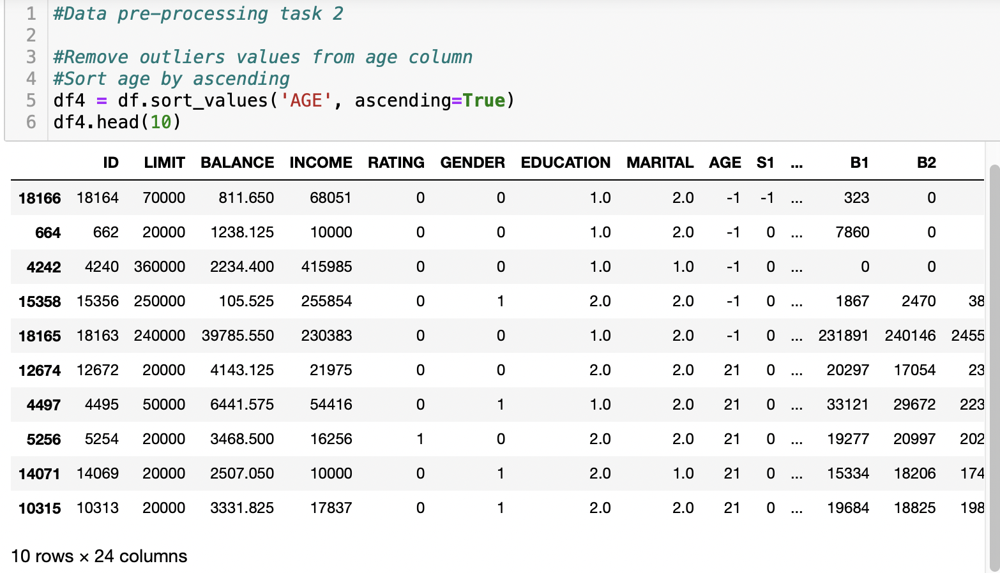 1 #Data pre-processing task 2
2
3 #Remove outliers values from age column
4 #Sort age by ascending
5 df4 = df.sort_values('AGE', ascending=True)
6 df4.head(10)
ID LIMIT BALANCE INCOME RATING GENDER EDUCATION MARITAL AGE S1 ... B1 B2
18166 18164 70000 811.650 68051 0 0 1.0 2.0 -1 -1 ... 323 0
664 662 20000 1238.125 10000 0 0 1.0 2.0 -1 0 ... 7860 0
4242 4240 360000 2234.400 415985 0 0 1.0 1.0 -1 0 ... 0 0
15358 15356 250000 105.525 255854 0 1 2.0 2.0 -1 0 ... 1867 2470 38
18165 18163 240000 39785.550 230383 0 0 1.0 2.0 -1 0 ... 231891 240146 2455
12674 12672 20000 4143.125 21975 0 0 2.0 2.0 21 0 ... 20297 17054 23
4497 4495 50000 6441.575 54416 0 1 1.0 2.0 21 0 ... 33121 29672 223
5256 5254 20000 3468.500 16256 1 0 2.0 2.0 21 0 ... 19277 20997 202
14071 14069 20000 2507.050 10000 0 1 2.0 1.0 21 0 ... 15334 18206 174
10315 10313 20000 3331.825 17837 0 1 2.0 2.0 21 0 ... 19684 18825 198
10 rows × 24 columns